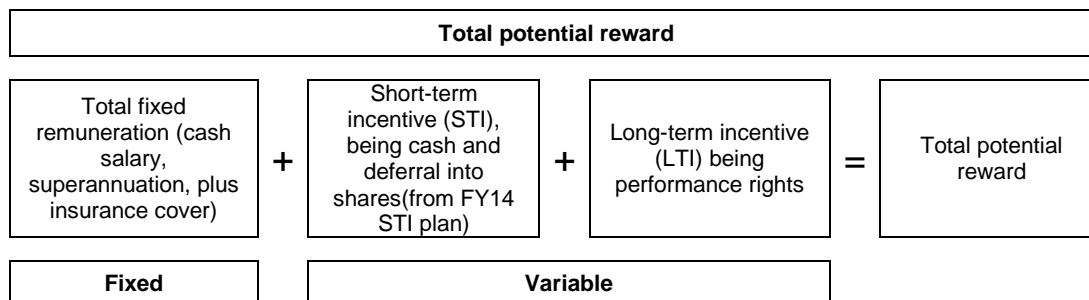 Total potential reward
Total fixed
remuneration (cash
salary,
superannuation, plus
insurance cover)
+
Short-term
incentive (STI),
being cash and
deferral into
shares(from FY14
STI plan)
+
Long-term incentive
(LTI) being
performance rights
=
Total potential
reward
Fixed
Variable